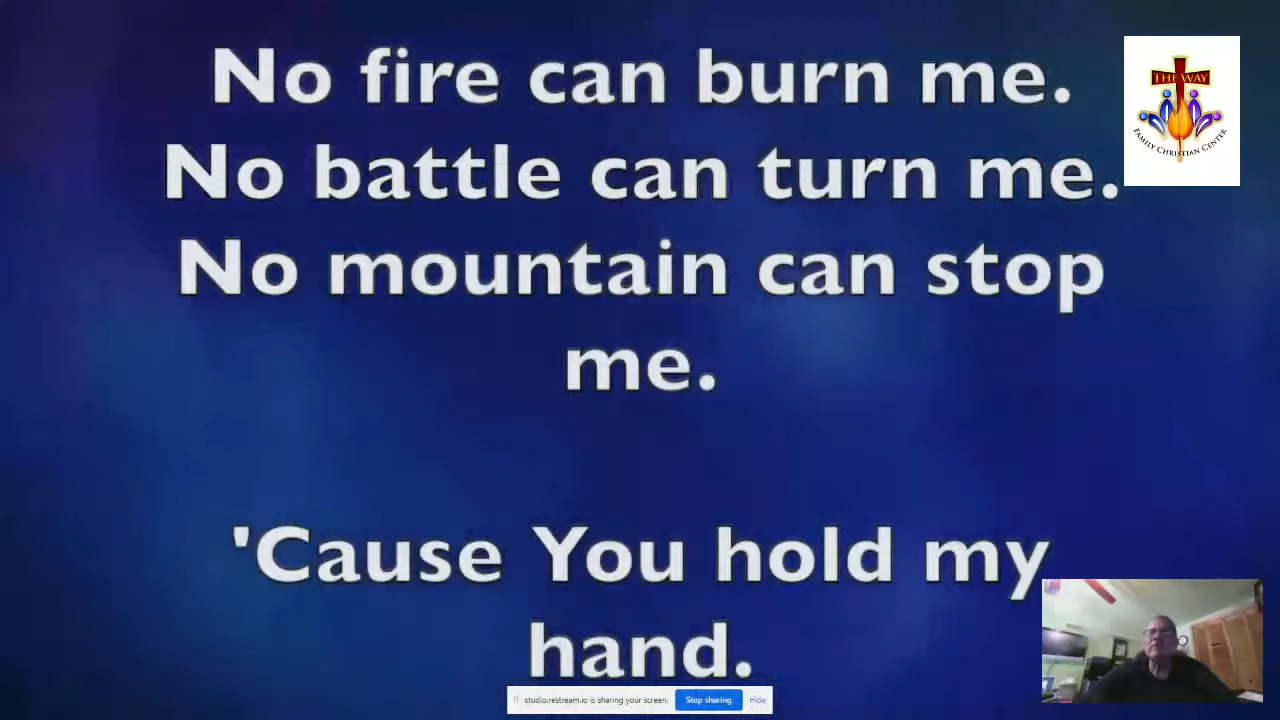 No fire can burn me.
No battle can turn me.
No mountain can stop
me.
'Cause You hold my
hand.
THE WAY
FAMILY CHRISTIAN CENTER
studio.restream.io is sharing your screen.
Stop sharing
Hide